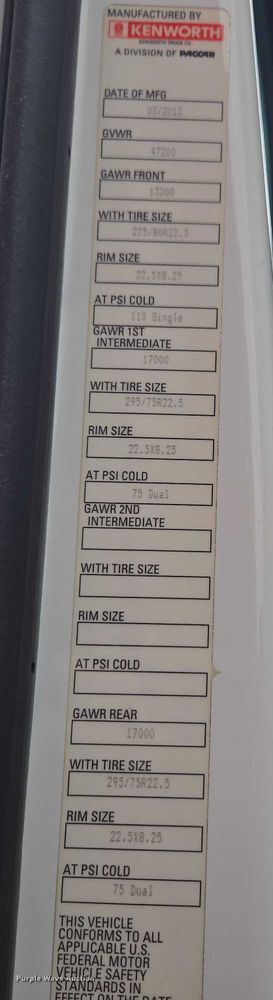 MANUFACTURED BY
KENWORTH
KENWORTH TRUCK CO.
A DIVISION OF PACCAR
DATE OF MFG
03/2013
GVWR
47200
GAWR FRONT
13200
WITH TIRE SIZE
275/80R22.5
RIM SIZE
22.5X8.25
AT PSI COLD
110 Single
GAWR 1ST
INTERMEDIATE
17000
WITH TIRE SIZE
295/75R22.5
RIM SIZE
22.5X8.25
AT PSI COLD
75 Dual
GAWR 2ND
INTERMEDIATE
WITH TIRE SIZE
RIM SIZE
AT PSI COLD
GAWR REAR
17000
WITH TIRE SIZE
295/75R22.5
RIM SIZE
22.5X8.25
AT PSI COLD
75 Dual
THIS VEHICLE
CONFORMS TO ALL
APPLICABLE U.S.
FEDERAL MOTOR
VEHICLE SAFETY
STANDARDS IN
EFFECT ON THE DATE
Purple Wave Auction